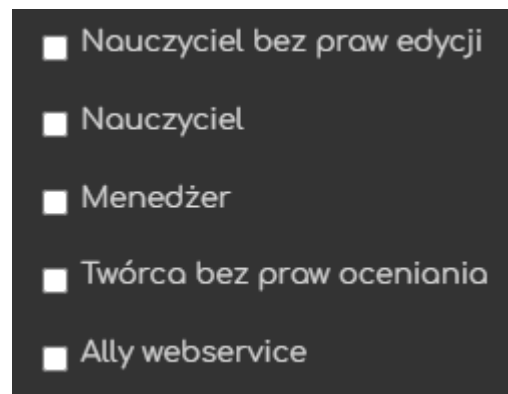 Nauczyciel bez praw edycji
Nauczyciel
Menedżer
Twórca bez praw oceniania
Ally webservice